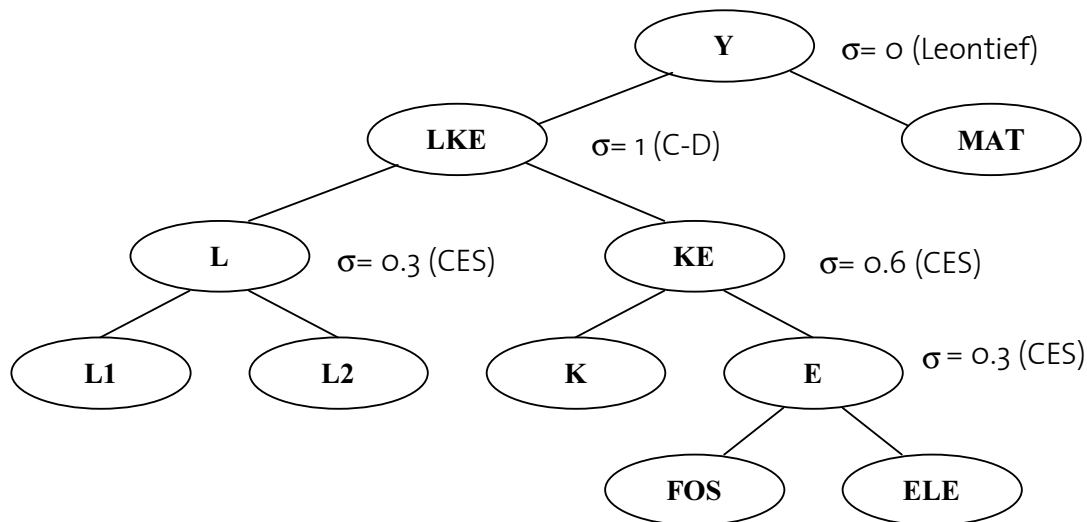 Y
σ= 0 (Leontief)
LKE
σ= 1 (C-D)
MAT
L
σ= 0.3 (CES)
KE
σ= 0.6 (CES)
L1
L2
K
E
σ = 0.3 (CES)
FOS
ELE